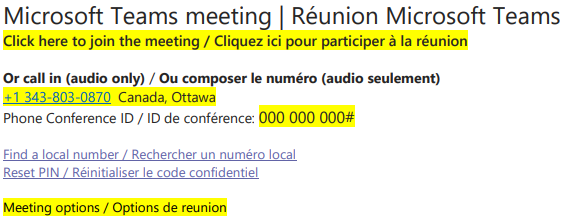 Microsoft Teams meeting | Réunion Microsoft Teams
Click here to join the meeting / Cliquez ici pour participer à la réunion
Or call in (audio only) / Ou composer le numéro (audio seulement)
+1 343-803-0870 Canada, Ottawa
Phone Conference ID / ID de conférence: 000 000 000#
Find a local number / Rechercher un numéro local
Reset PIN / Réinitialiser le code confidentiel
Meeting options / Options de reunion